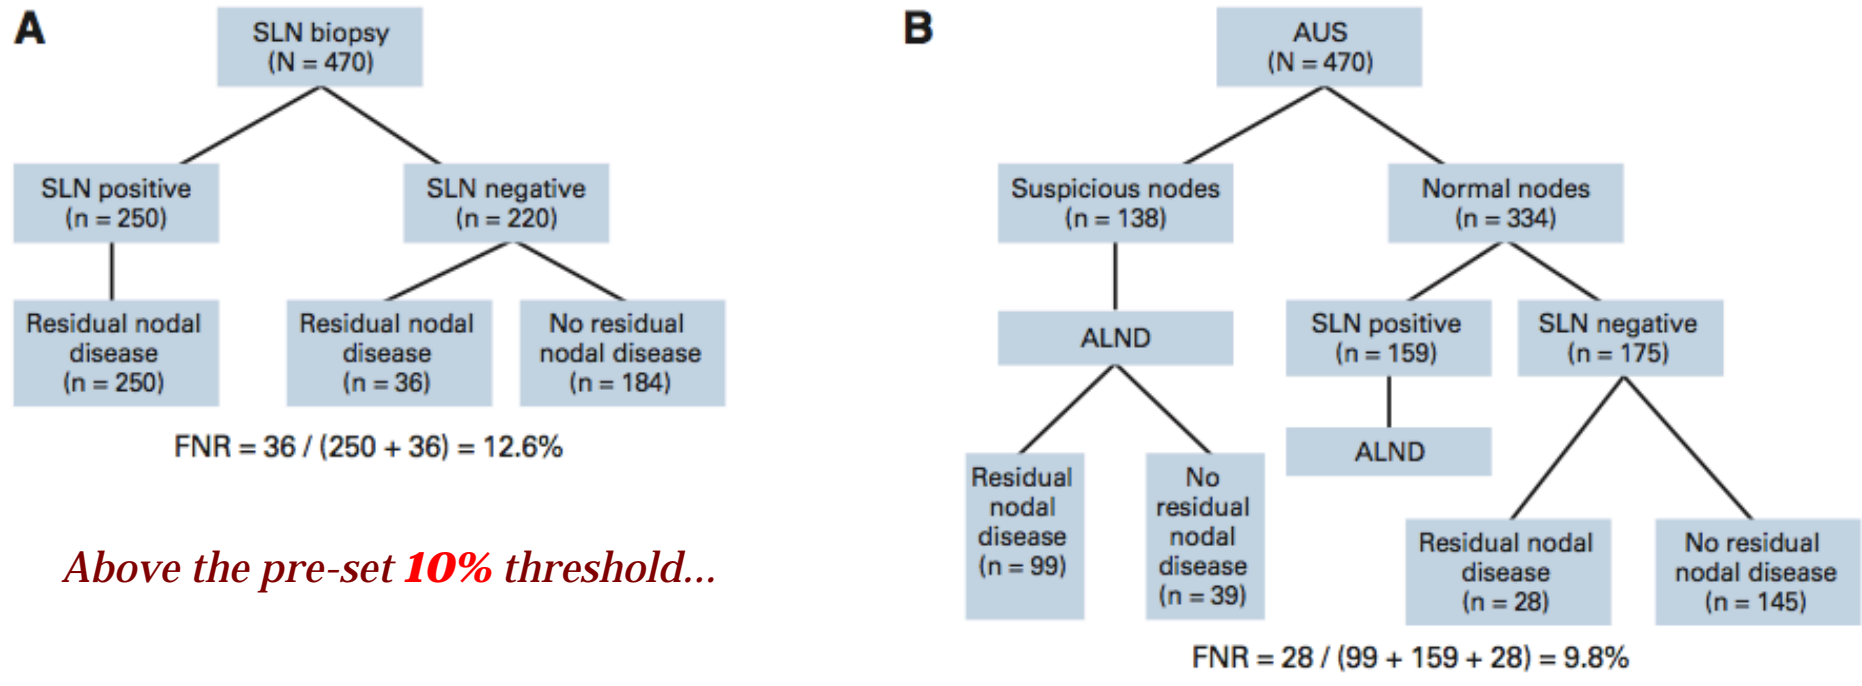 A
SLN biopsy
(N = 470)
SLN positive
(n = 250)
SLN negative
(n = 220)
Residual nodal
disease
(n = 250)
Residual nodal
disease
(n = 36)
No residual
nodal disease
(n = 184)
FNR = 36 / (250 + 36) = 12.6%
Above the pre-set 10% threshold...
B
AUS
(N = 470)
Suspicious nodes
(n = 138)
Normal nodes
(n = 334)
ALND
SLN positive
(n = 159)
SLN negative
(n = 175)
ALND
Residual
nodal
disease
(n = 99)
No
residual
nodal
disease
(n = 39)
Residual nodal
disease
(n = 28)
No residual
nodal disease
(n = 145)
FNR = 28 / (99 + 159 + 28) = 9.8%